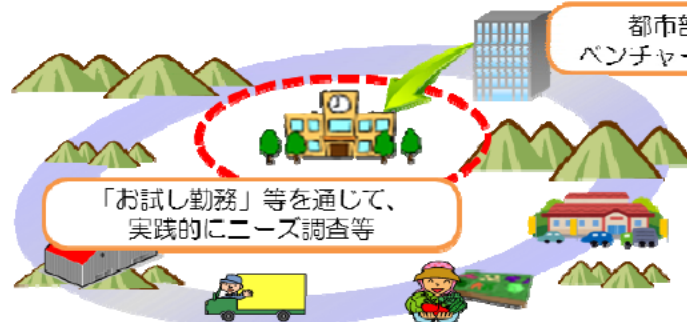 都市部
ベンチャー
「お試し勤務」等を通じて、
実践的にニーズ調査等